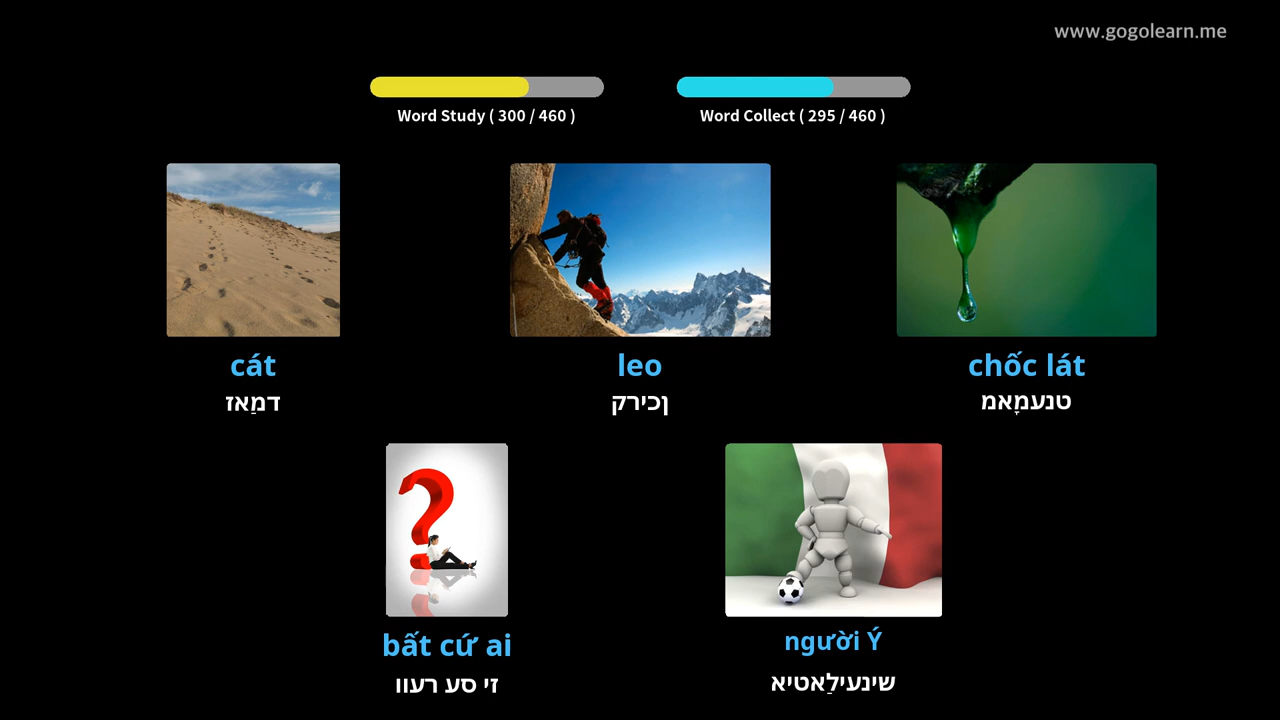 www.gogolearn.me
Word Study ( 300 / 460 )
Word Collect ( 295 / 460 )
cát
דמַאז
leo
ןכירק
chốc lát
טנעמָאמ
bất cứ ai
זי סע רעוו
người Ý
שינעילַאטיא